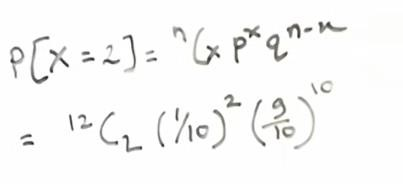 P[X=2] = ⁿCₓ pˣ qⁿ⁻ˣ
= ¹²C₂ (1/10)² (9/10)¹⁰